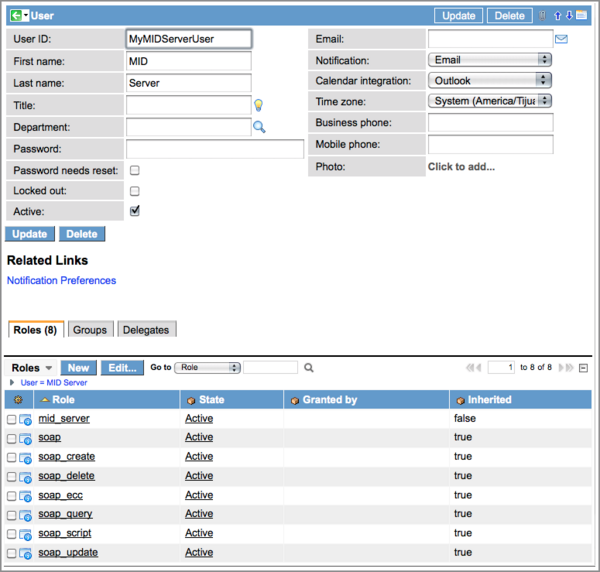 User Update Delete
User ID: MyMIDServerUser Email:
First name: MID Notification: Email
Last name: Server Calendar integration: Outlook
Title: Time zone: System (America/Tijua
Department: Business phone:
Password: Mobile phone:
Password needs reset: Photo: Click to add...
Locked out:
Active:
Update Delete
Related Links
Notification Preferences
Roles (8) Groups Delegates
Roles New Edit... Go to Role 1 to 8 of 8
User = MID Server
Role State Granted by Inherited
mid_server Active false
soap Active true
soap_create Active true
soap_delete Active true
soap_ecc Active true
soap_query Active true
soap_script Active true
soap_update Active true